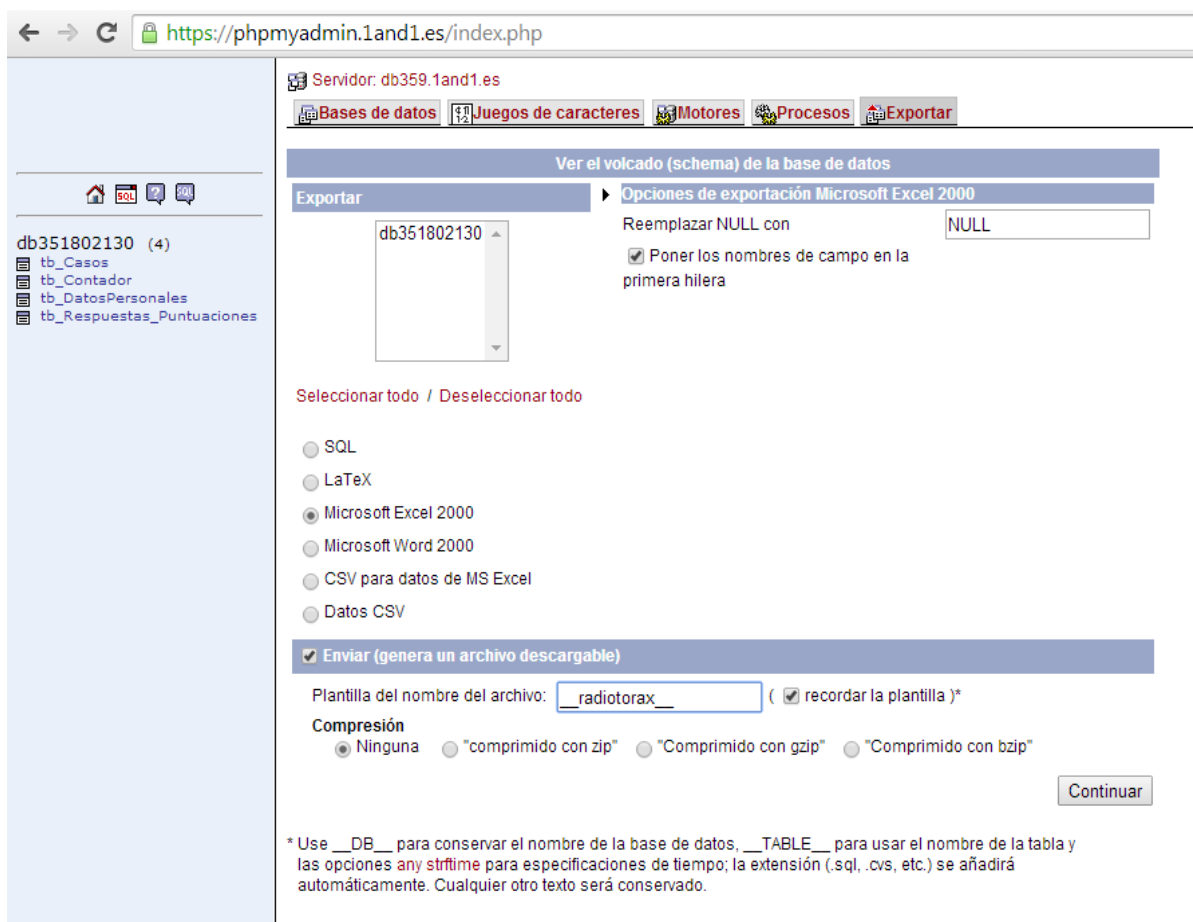 https://phpmyadmin.1and1.es/index.php
Servidor: db359.1and1.es
Bases de datos Juegos de caracteres Motores Procesos Exportar
SQL ? SQL
db351802130 (4)
tb_Casos
tb_Contador
tb_DatosPersonales
tb_Respuestas_Puntuaciones
Ver el volcado (schema) de la base de datos
Exportar
db351802130
Opciones de exportación Microsoft Excel 2000
Reemplazar NULL con NULL
Poner los nombres de campo en la
primera hilera
Seleccionar todo / Deseleccionar todo
SQL
LaTeX
Microsoft Excel 2000
Microsoft Word 2000
CSV para datos de MS Excel
Datos CSV
Enviar (genera un archivo descargable)
Plantilla del nombre del archivo: __radiotorax__ ( recordar la plantilla )*
Compresión
Ninguna "comprimido con zip" "Comprimido con gzip" "Comprimido con bzip"
Continuar
* Use __DB__ para conservar el nombre de la base de datos, __TABLE__ para usar el nombre de la tabla y
las opciones any strftime para especificaciones de tiempo; la extensión (.sql, .cvs, etc.) se añadirá
automáticamente. Cualquier otro texto será conservado.